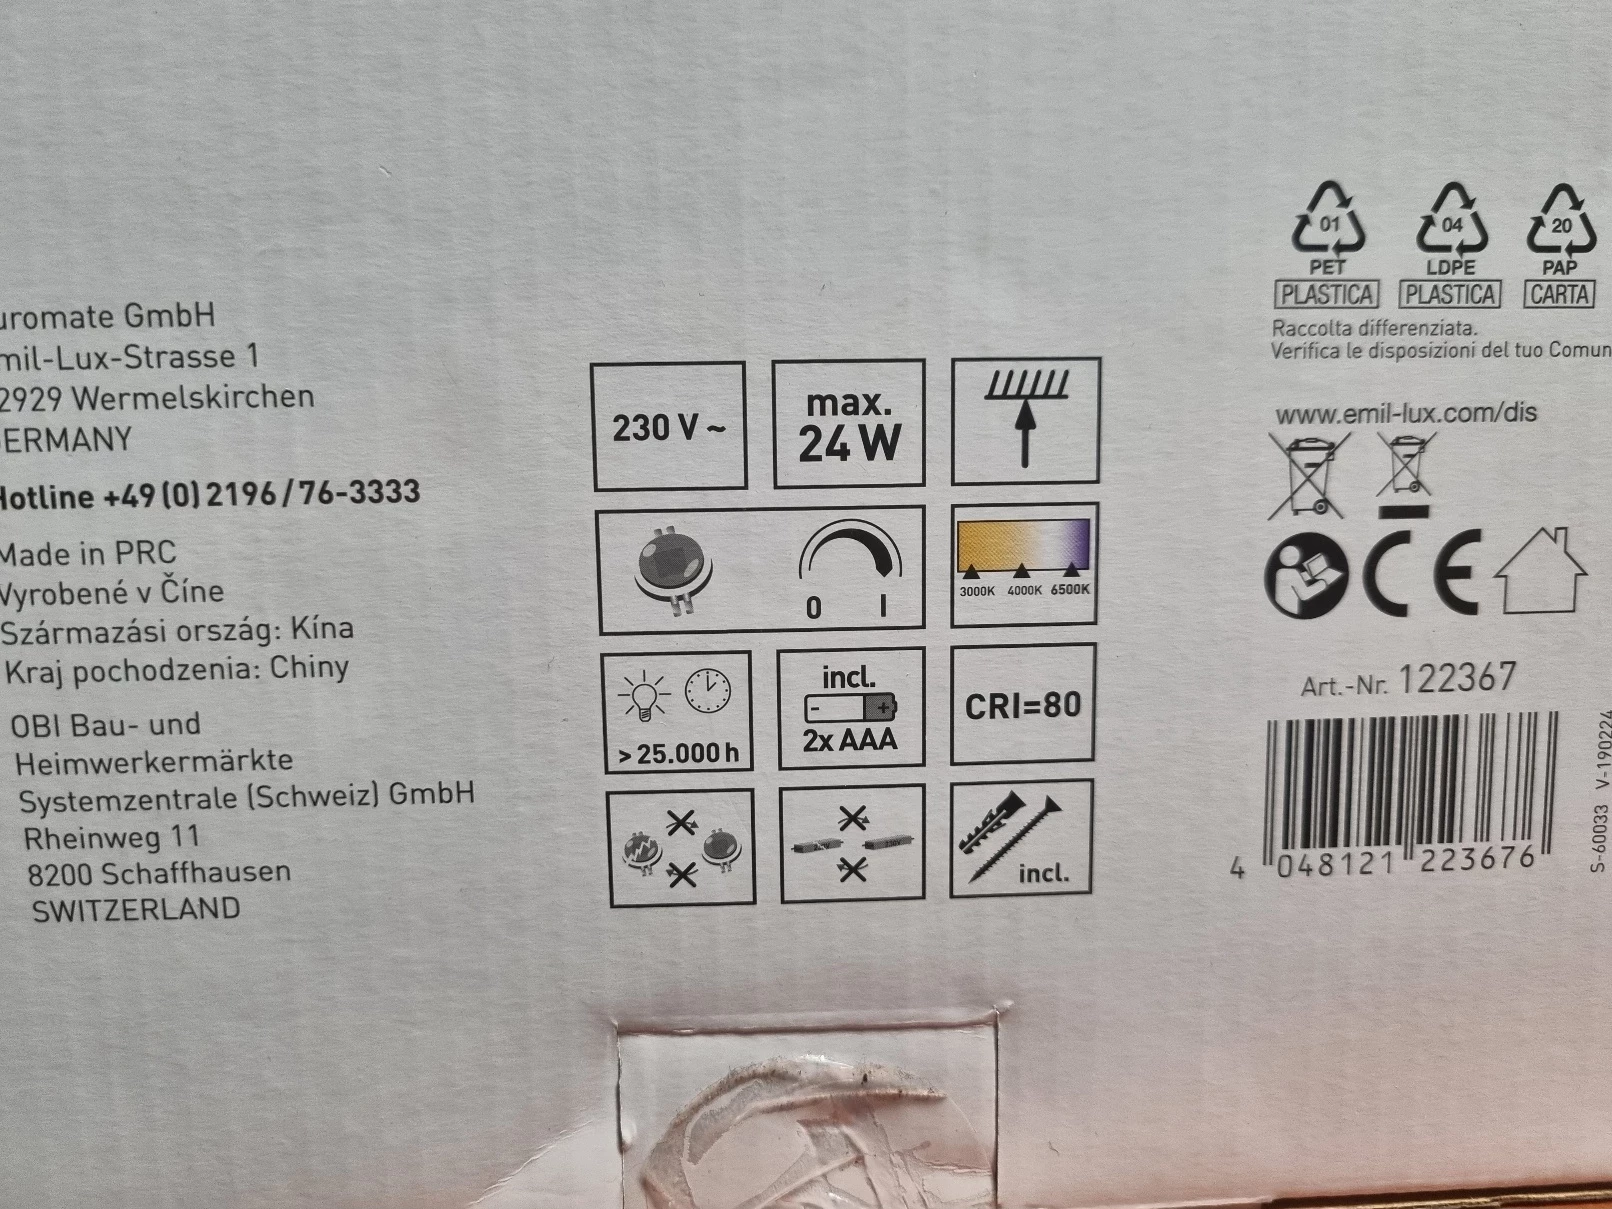 uromate GmbH
mil-Lux-Strasse 1
2929 Wermelskirchen
ERMANY
Hotline +49 (0) 2196 / 76-3333
Made in PRC
Vyrobené v Číne
Származási ország: Kína
Kraj pochodzenia: Chiny
OBI Bau- und
Heimwerkermärkte
Systemzentrale (Schweiz) GmbH
Rheinweg 11
8200 Schaffhausen
SWITZERLAND
230 V ~
max.
24 W
0 I
3000K 4000K 6500K
> 25.000 h
incl.
- +
2x AAA
CRI=80
incl.
01 04 20
PET LDPE PAP
PLASTICA PLASTICA CARTA
Raccolta differenziata.
Verifica le disposizioni del tuo Comun
www.emil-lux.com/dis
CE
Art.-Nr. 122367
4 048121 223676
S-60033 V-190224